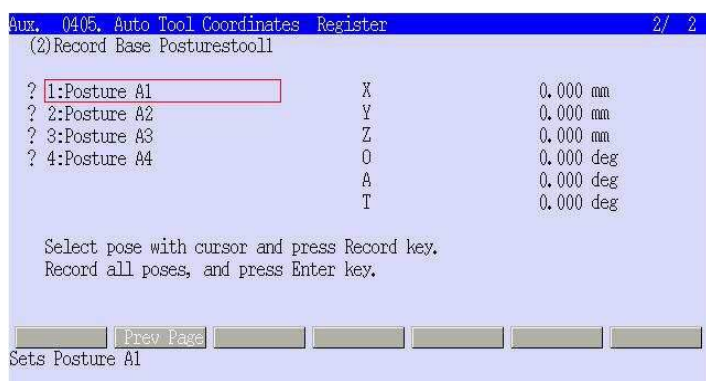 Aux. 0405. Auto Tool Coordinates Register 2/ 2
(2)Record Base Posturestool1
? 1:Posture A1 X 0.000 mm
? 2:Posture A2 Y 0.000 mm
? 3:Posture A3 Z 0.000 mm
? 4:Posture A4 O 0.000 deg
A 0.000 deg
T 0.000 deg
Select pose with cursor and press Record key.
Record all poses, and press Enter key.
Prev Page
Sets Posture A1